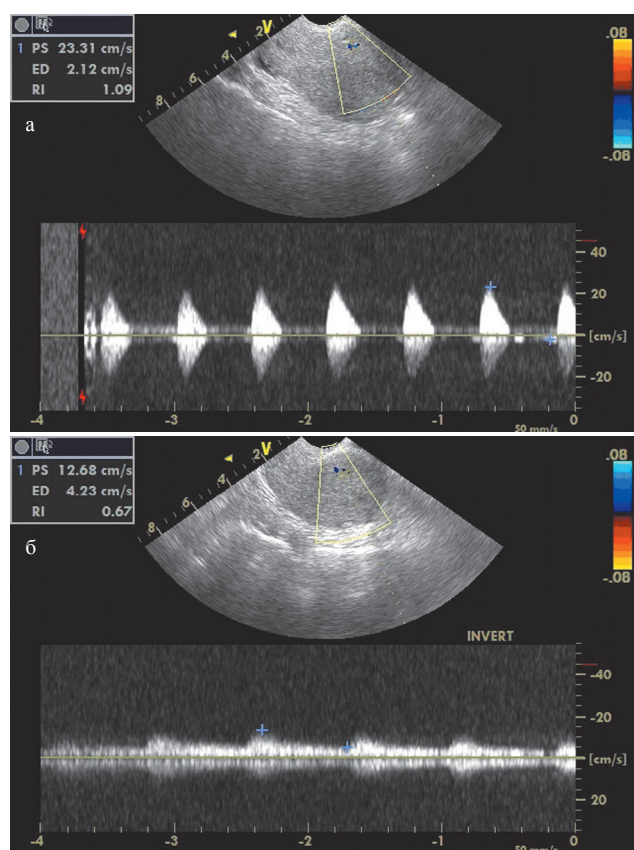 1 PS 23.31 cm/s
ED 2.12 cm/s
RI 1.09
V
2
4
6
8
.08
-.08
а
40
20
[cm/s]
-20
-4 -3 -2 -1 0
50 mm/s
1 PS 12.68 cm/s
ED 4.23 cm/s
RI 0.67
V
2
4
6
8
.08
-.08
б
INVERT
-40
-20
[cm/s]
20
-4 -3 -2 -1 0
50 mm/s